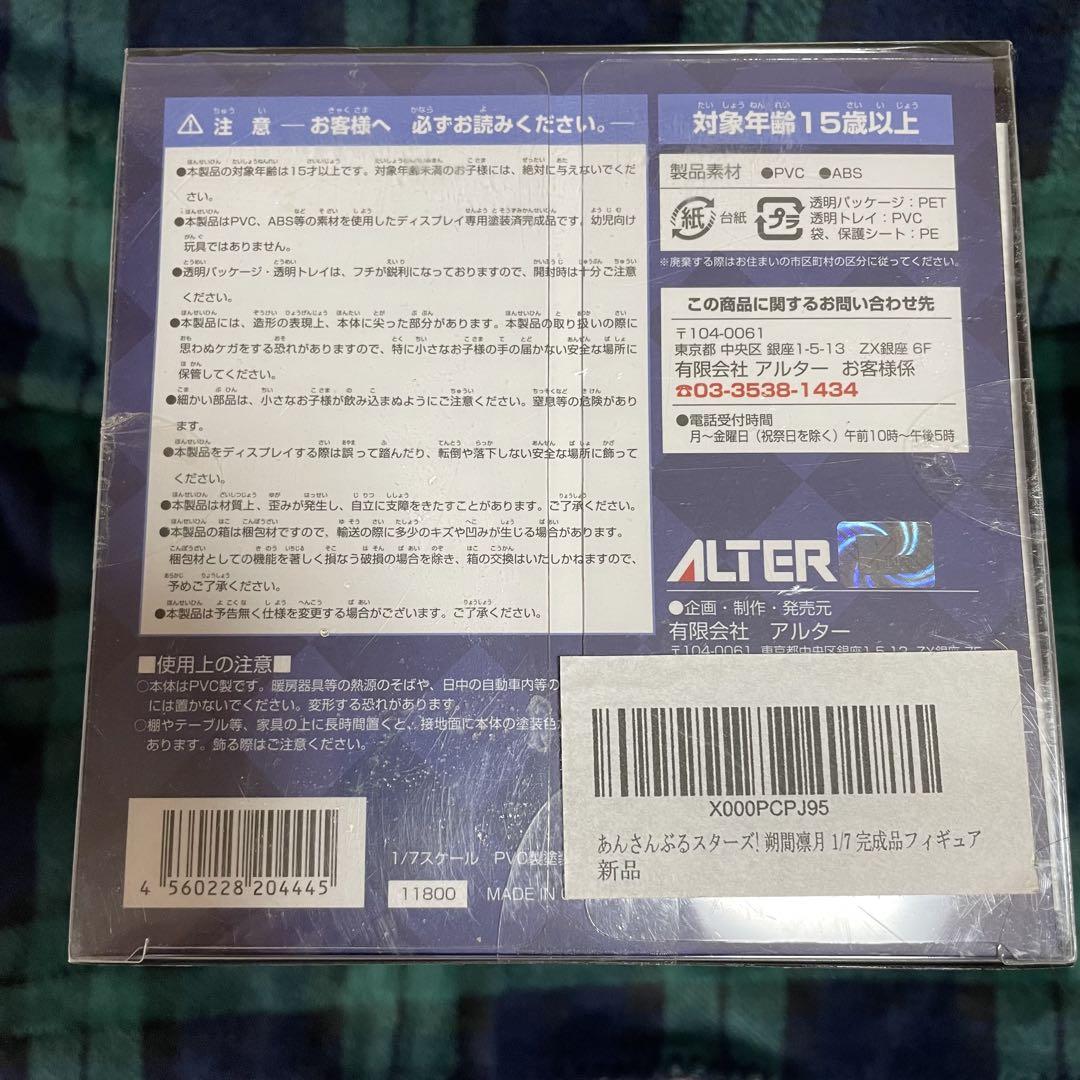 ⚠注 意 ― お客様へ 必ずお読みください。―
●本製品の対象年齢は15才以上です。対象年齢未満のお子様には、絶対に与えないでくだ
さい。
●本製品はPVC、ABS等の素材を使用したディスプレイ専用塗装済完成品です。幼児向け
玩具ではありません。
●透明パッケージ・透明トレイは、フチが鋭利になっておりますので、開封時は十分ご注意
ください。
●本製品には、造形の表現上、本体に尖った部分があります。本製品の取り扱いの際に
思わぬケガをする恐れがありますので、特に小さなお子様の手の届かない安全な場所に
保管してください。
●細かい部品は、小さなお子様が飲み込まぬようにご注意ください。窒息等の危険があり
ます。
●本製品をディスプレイする際は誤って踏んだり、転倒や落下しない安全な場所に飾って
ください。
●本製品は材質上、歪みが発生し、自立に支障をきたすことがあります。ご了承ください。
●本製品の箱は梱包材ですので、輸送の際に多少のキズや凹みが生じる場合があります。
梱包材としての機能を著しく損なう破損の場合を除き、箱の交換はいたしかねますので、
予めご了承ください。
●本製品は予告無く仕様を変更する場合がございます。ご了承ください。
■使用上の注意■
○本体はPVC製です。暖房器具等の熱源のそばや、日中の自動車内等の
には置かないでください。変形する恐れがあります。
○棚やテーブル等、家具の上に長時間置くと、接地面に本体の塗装色
あります。飾る際はご注意ください。
対象年齢15歳以上
製品素材 ●PVC ●ABS
紙 台紙
プラ 透明パッケージ：PET
透明トレイ：PVC
袋、保護シート：PE
※廃棄する際はお住まいの市区町村の区分に従ってください。
この商品に関するお問い合わせ先
〒104-0061
東京都 中央区 銀座1-5-13 ZX銀座 6F
有限会社 アルター お客様係
☎03-3538-1434
●電話受付時間
月～金曜日（祝祭日を除く）午前10時～午後5時
ALTER
●企画・制作・発売元
有限会社 アルター
〒104-0061 東京都中央区銀座1-5-13 ZX銀座
X000PCPJ95
あんさんぶるスターズ! 朔間凛月 1/7 完成品フィギュア
新品
4 560228 204445
1/7スケール PVC製塗装
11800 MADE IN